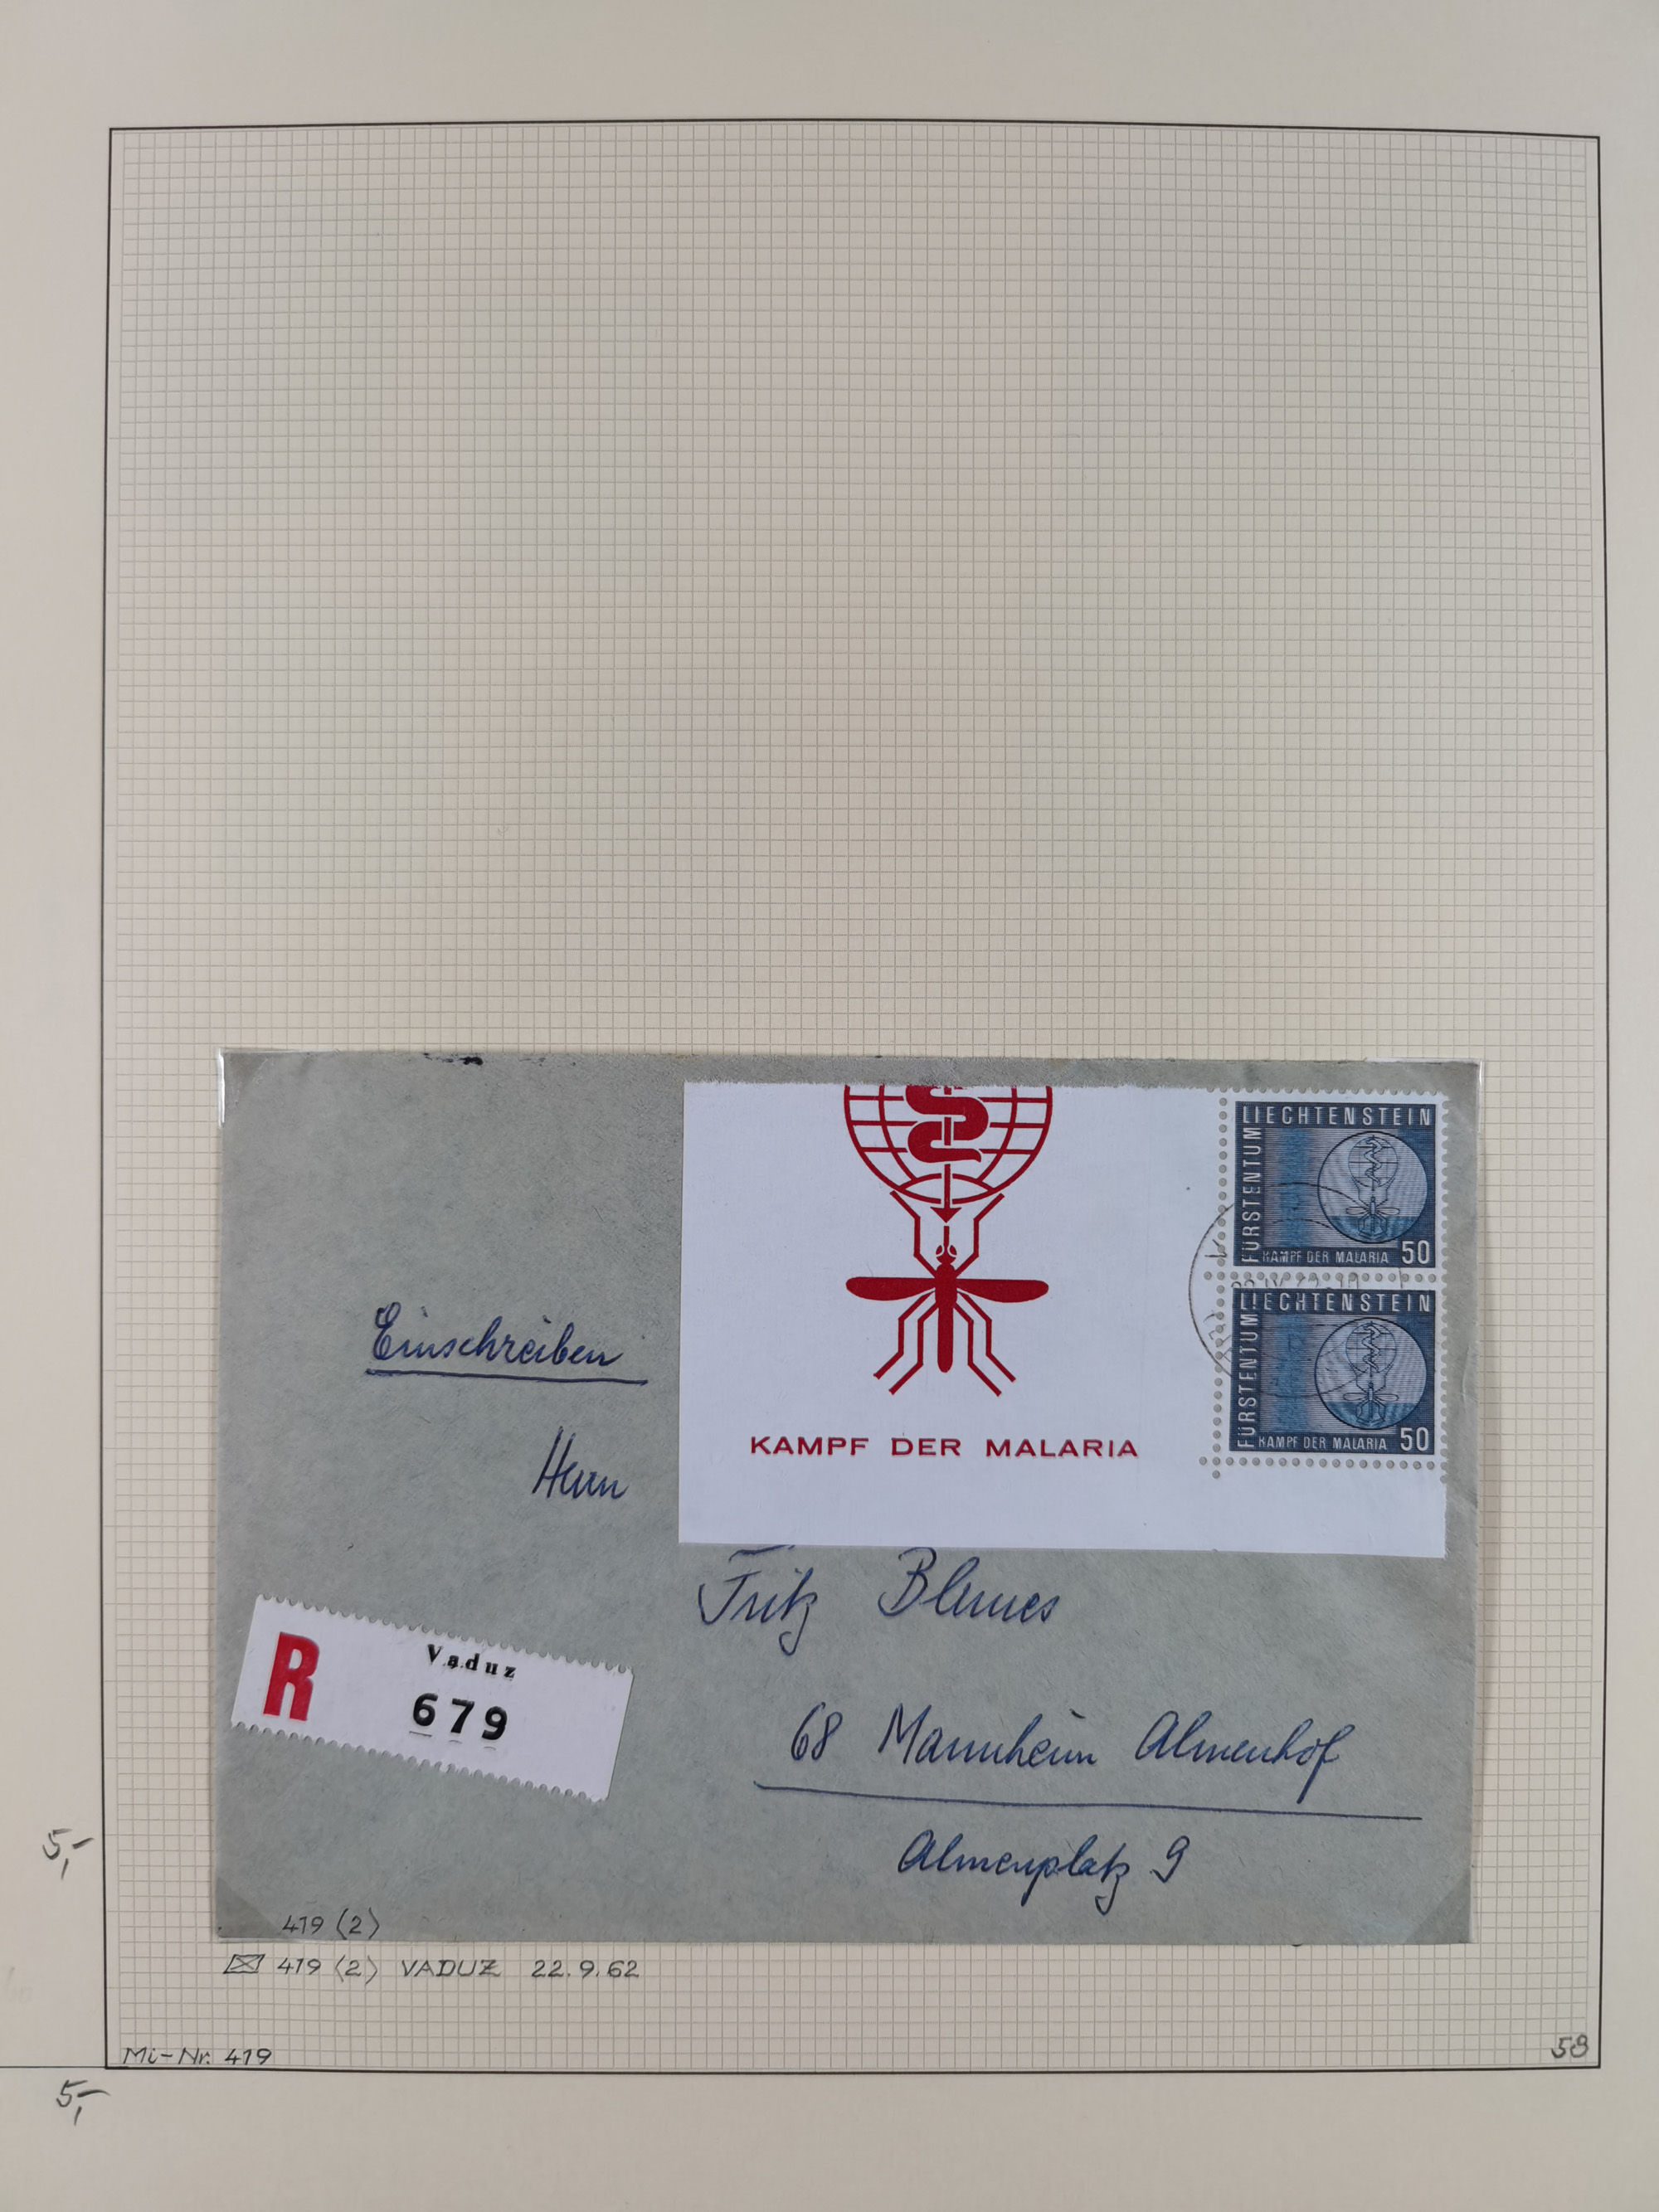 FÜRSTENTUM
LIECHTENSTEIN
KAMPF DER MALARIA 50
FÜRSTENTUM
LIECHTENSTEIN
KAMPF DER MALARIA 50
KAMPF DER MALARIA
Einschreiben
Herrn
Fritz Blumes
R
Vaduz
679
68 Mannheim Almenhof
Almenplatz 9
5,-
419 (2)
419 (2) VADUZ 22.9.62
Mi-Nr. 419
58
5,-